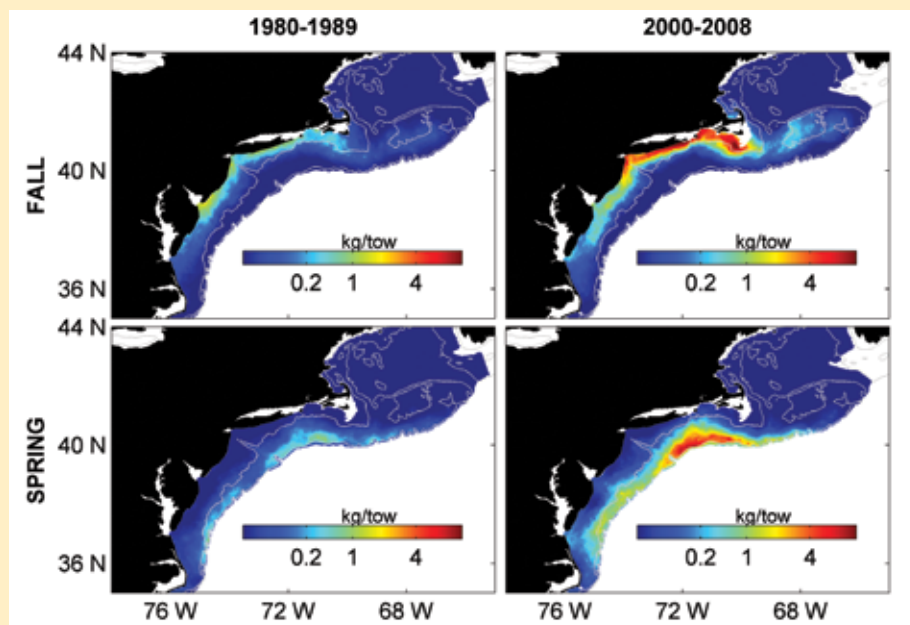 1980-1989 2000-2008
44 N
40 N
36 N
FALL
kg/tow
0.2 1 4
kg/tow
0.2 1 4
44 N
40 N
36 N
SPRING
kg/tow
0.2 1 4
kg/tow
0.2 1 4
76 W 72 W 68 W 76 W 72 W 68 W